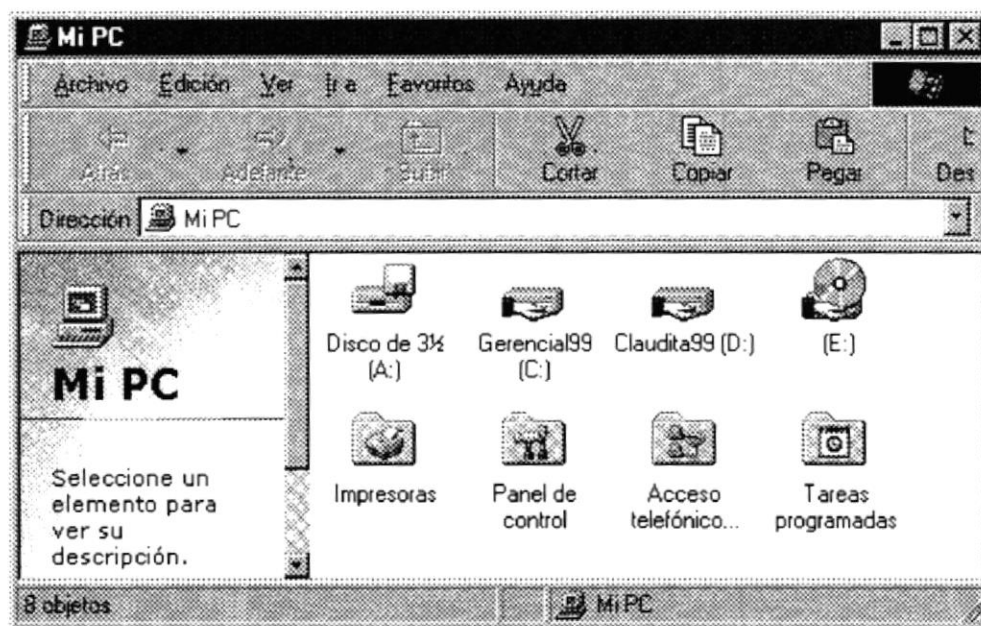 Mi PC
Archivo Edición Ver Ir a Favoritos Ayuda
Atrás Adelante Subir Cortar Copiar Pegar Des
Dirección Mi PC
Mi PC
Seleccione un
elemento para
ver su
descripción.
Disco de 3½
(A:)
Gerencial99
(C:)
Claudita99 (D:)
(E:)
Impresoras
Panel de
control
Acceso
telefónico...
Tareas
programadas
8 objetos
Mi PC